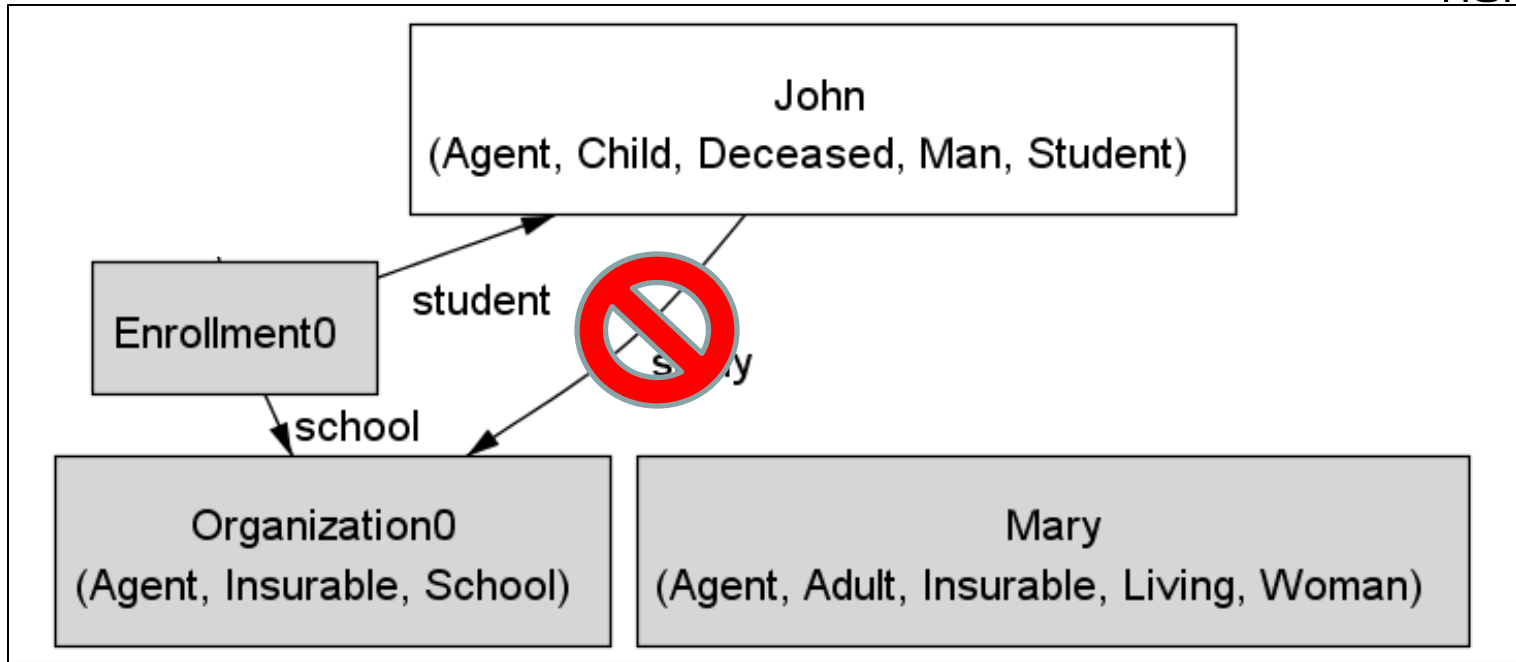 John
(Agent, Child, Deceased, Man, Student)
student
Enrollment0
school
Organization0
(Agent, Insurable, School)
Mary
(Agent, Adult, Insurable, Living, Woman)